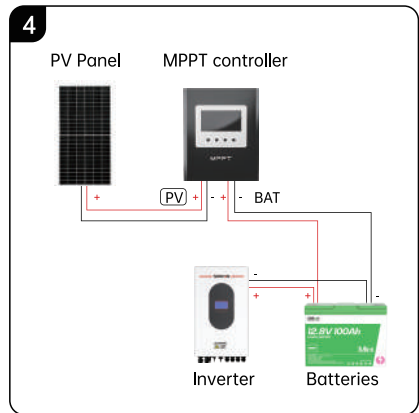 4
PV Panel
MPPT controller
MPPT
+ PV + - + - BAT
-
+ + -
12.8V 100Ah
Inverter
Batteries